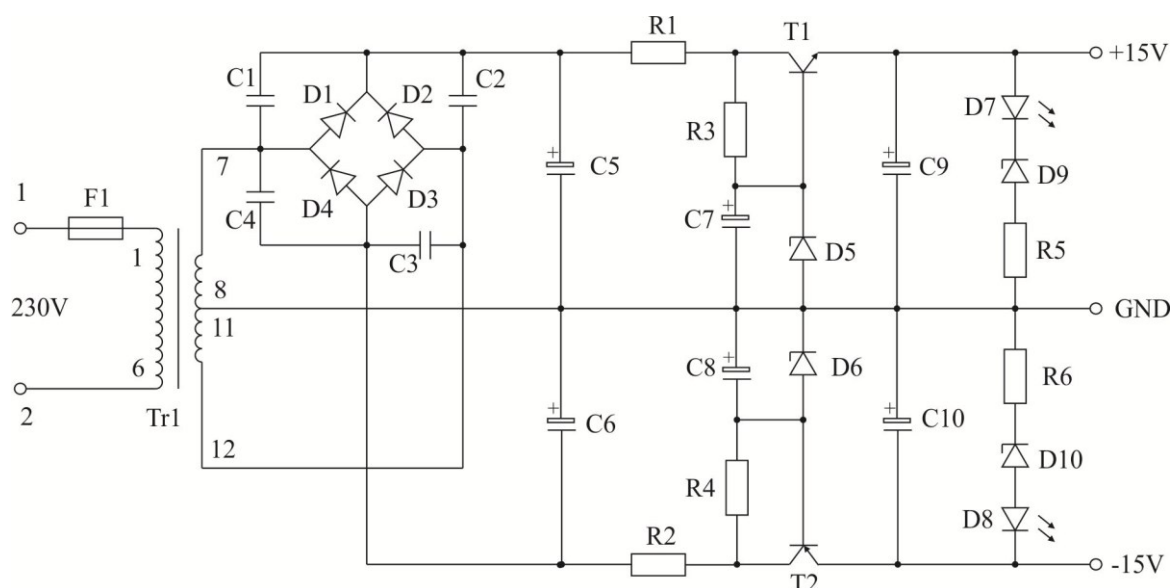 T1
R1
+15V
C1
D1
D2
C2
D7
R3
7
C5
C9
D9
1
F1
C4
D4
D3
C7
1
C3
D5
R5
8
230V
GND
11
C8
D6
R6
6
2
Tr1
C6
C10
12
D10
R4
D8
R2
-15V
T2